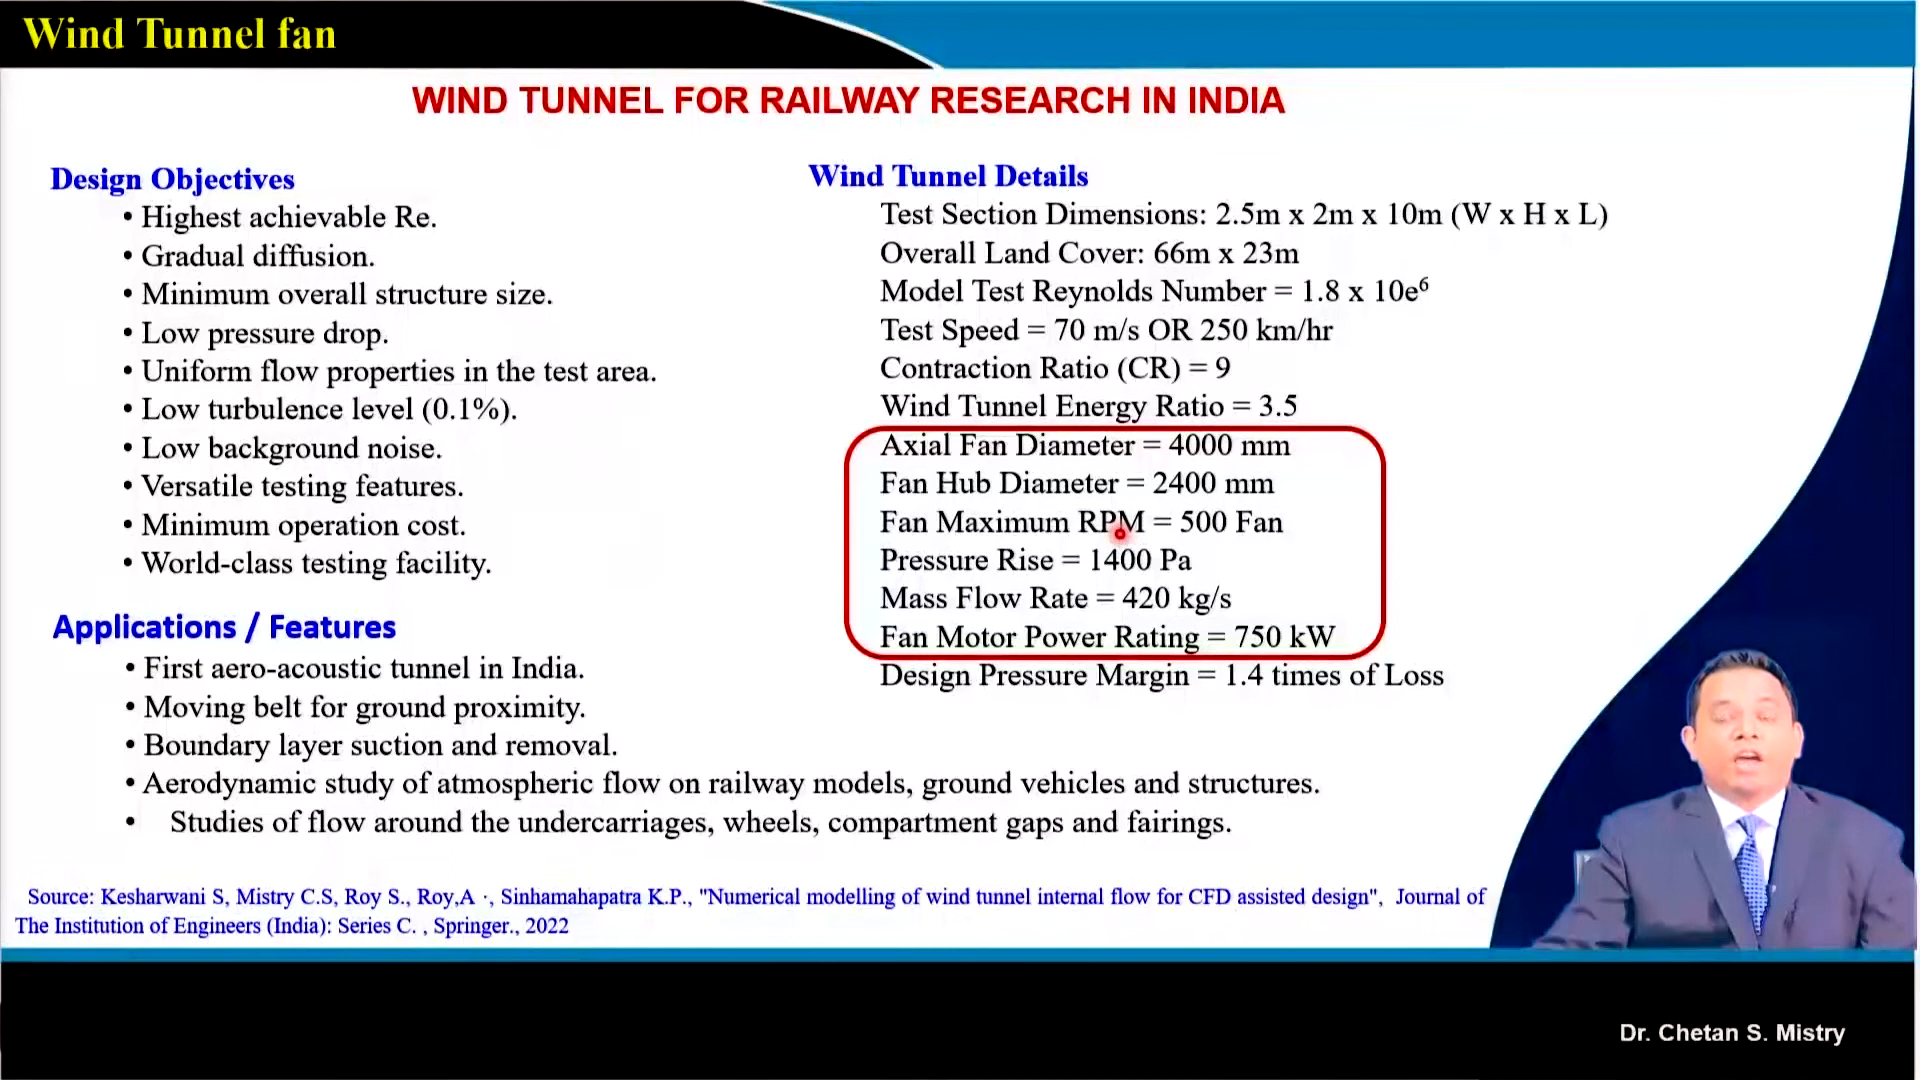 Wind Tunnel fan
WIND TUNNEL FOR RAILWAY RESEARCH IN INDIA
Design Objectives
• Highest achievable Re.
• Gradual diffusion.
• Minimum overall structure size.
• Low pressure drop.
• Uniform flow properties in the test area.
• Low turbulence level (0.1%).
• Low background noise.
• Versatile testing features.
• Minimum operation cost.
• World-class testing facility.
Applications / Features
• First aero-acoustic tunnel in India.
• Moving belt for ground proximity.
• Boundary layer suction and removal.
• Aerodynamic study of atmospheric flow on railway models, ground vehicles and structures.
• Studies of flow around the undercarriages, wheels, compartment gaps and fairings.
Wind Tunnel Details
Test Section Dimensions: 2.5m x 2m x 10m (W x H x L)
Overall Land Cover: 66m x 23m
Model Test Reynolds Number = 1.8 x 10e⁶
Test Speed = 70 m/s OR 250 km/hr
Contraction Ratio (CR) = 9
Wind Tunnel Energy Ratio = 3.5
Axial Fan Diameter = 4000 mm
Fan Hub Diameter = 2400 mm
Fan Maximum RPM = 500 Fan
Pressure Rise = 1400 Pa
Mass Flow Rate = 420 kg/s
Fan Motor Power Rating = 750 kW
Design Pressure Margin = 1.4 times of Loss
Source: Kesharwani S, Mistry C.S, Roy S., Roy,A ·, Sinhamahapatra K.P., "Numerical modelling of wind tunnel internal flow for CFD assisted design", Journal of
The Institution of Engineers (India): Series C. , Springer., 2022
Dr. Chetan S. Mistry